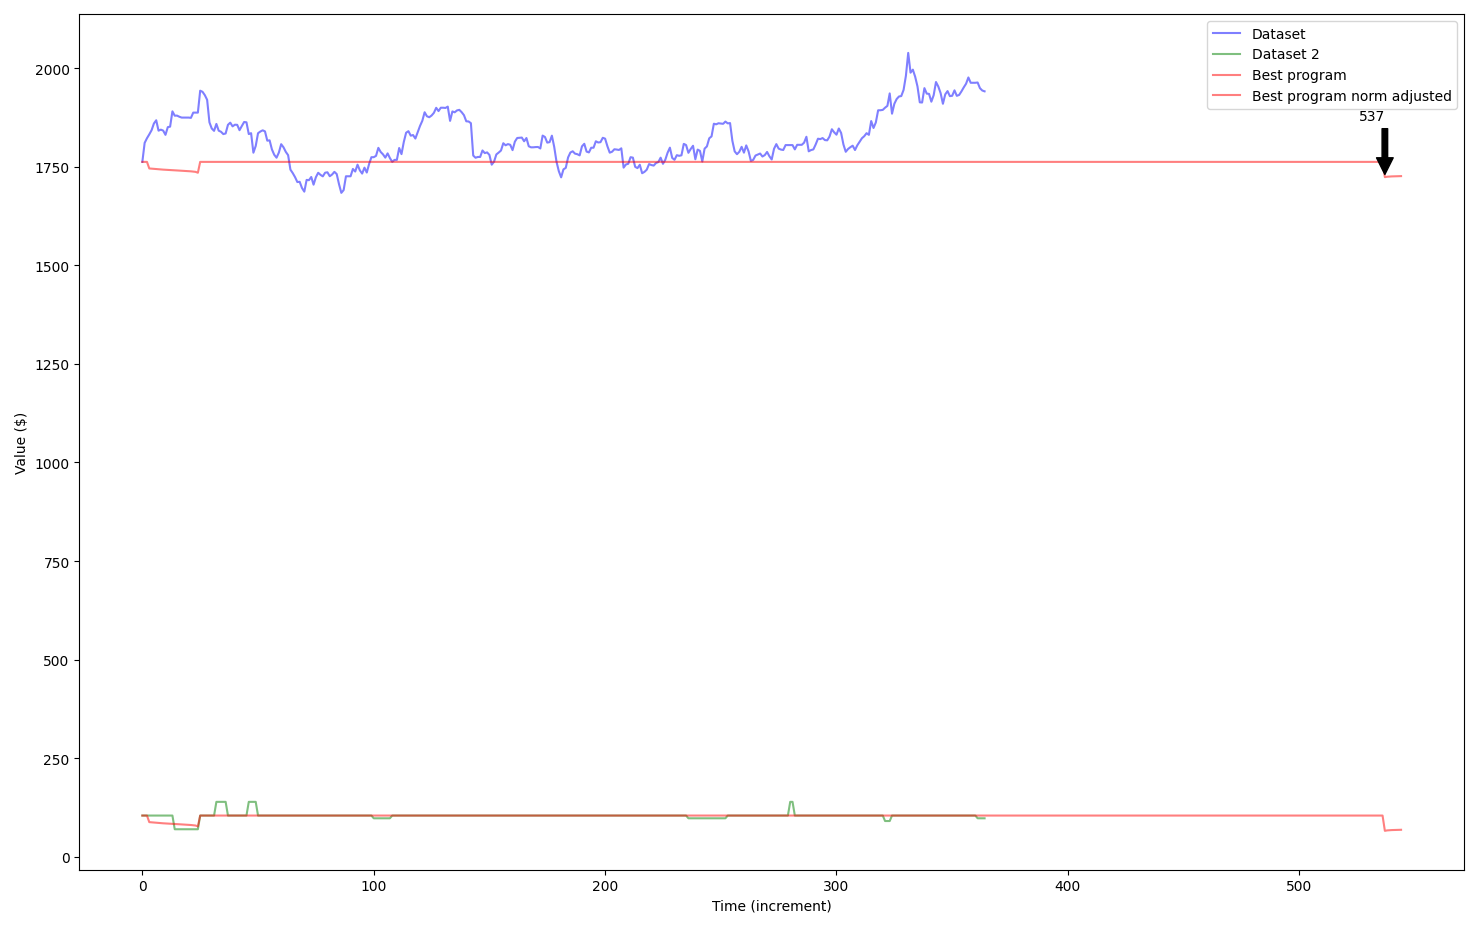 Dataset
Dataset 2
Best program
Best program norm adjusted
537
2000
1750
1500
1250
1000
750
500
250
0
Value ($)
0 100 200 300 400 500
Time (increment)